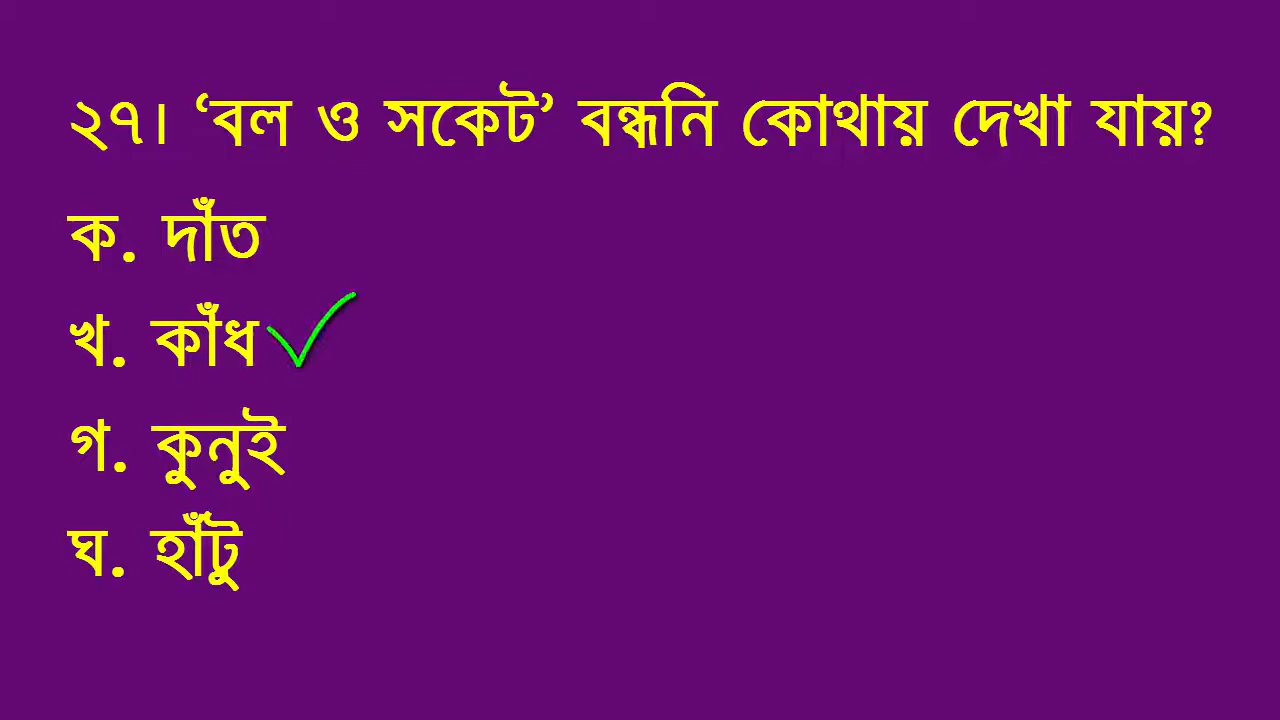 ২৭। ‘বল ও সকেট’ বন্ধনি কোথায় দেখা যায়?
ক. দাঁত
খ. কাঁধ
গ. কুনুই
ঘ. হাঁটু